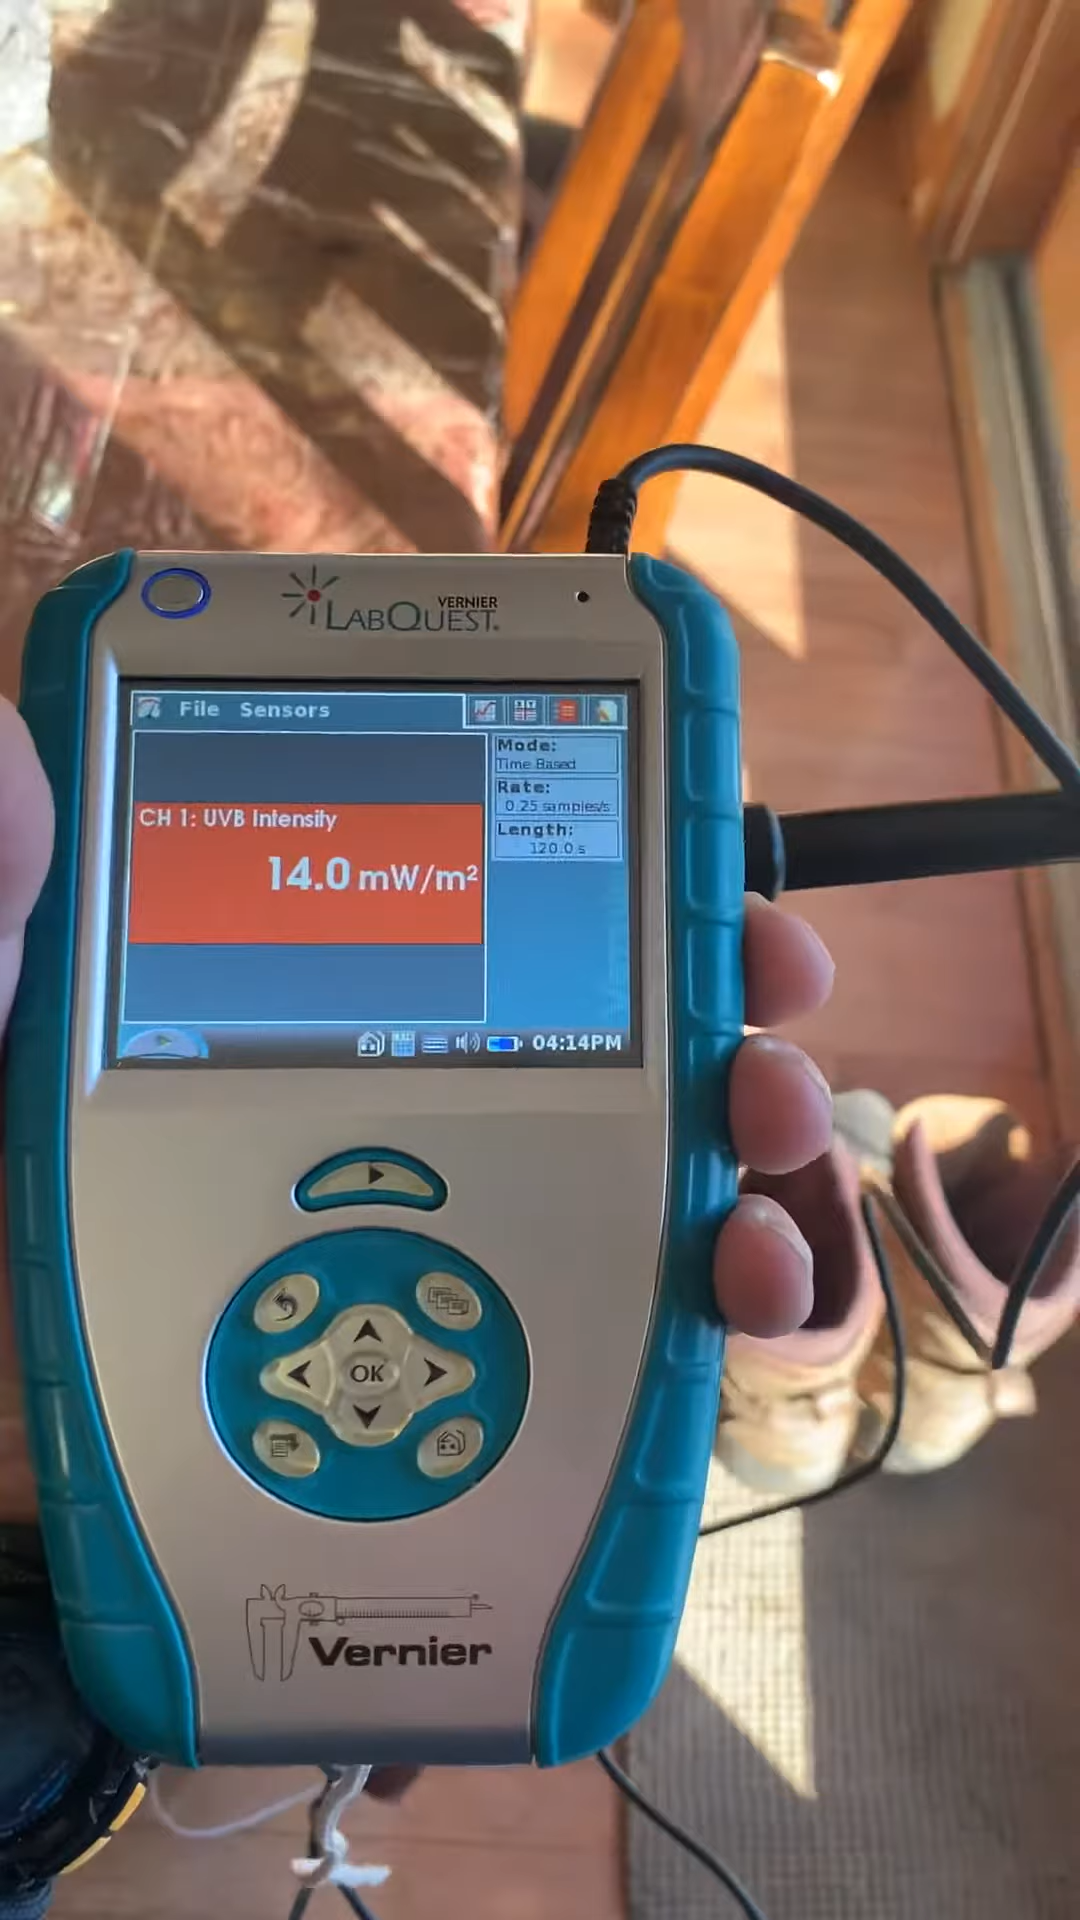 VERNIER
LABQUEST®
File Sensors
Mode:
Time Based
Rate:
0.25 samples/s
Length:
120.0 s
CH 1: UVB Intensity
14.0 mW/m²
04:14PM
OK
Vernier